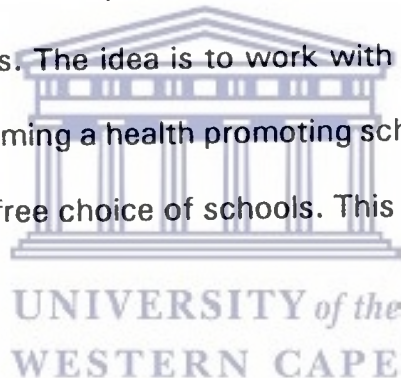 s. The idea is to work with
ming a health promoting sch
free choice of schools. This
UNIVERSITY of the
WESTERN CAPE